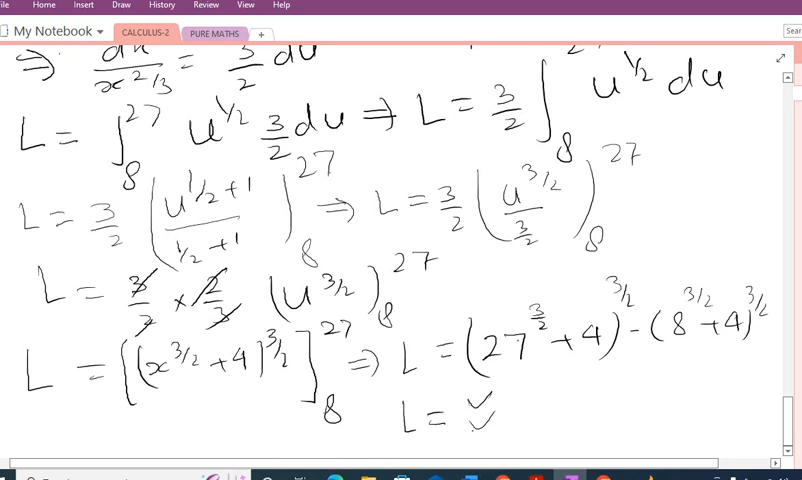 File Home Insert Draw History Review View Help
My Notebook CALCULUS-2 PURE MATHS + Sear
⇒ dx/x^2/3 = 3/2 du
L = ∫_8^27 u^1/2 3/2 du ⇒ L = 3/2 ∫_8^27 u^1/2 du
L = 3/2 (u^1/2+1 / 1/2+1)_8^27 ⇒ L = 3/2 (u^3/2 / 3/2)_8^27
L = 3/2 × 2/3 (u^3/2)_8^27
L = [(x^3/2 + 4)^3/2]_8^27 ⇒ L = (27^3/2 + 4)^3/2 - (8^3/2 + 4)^3/2
L =